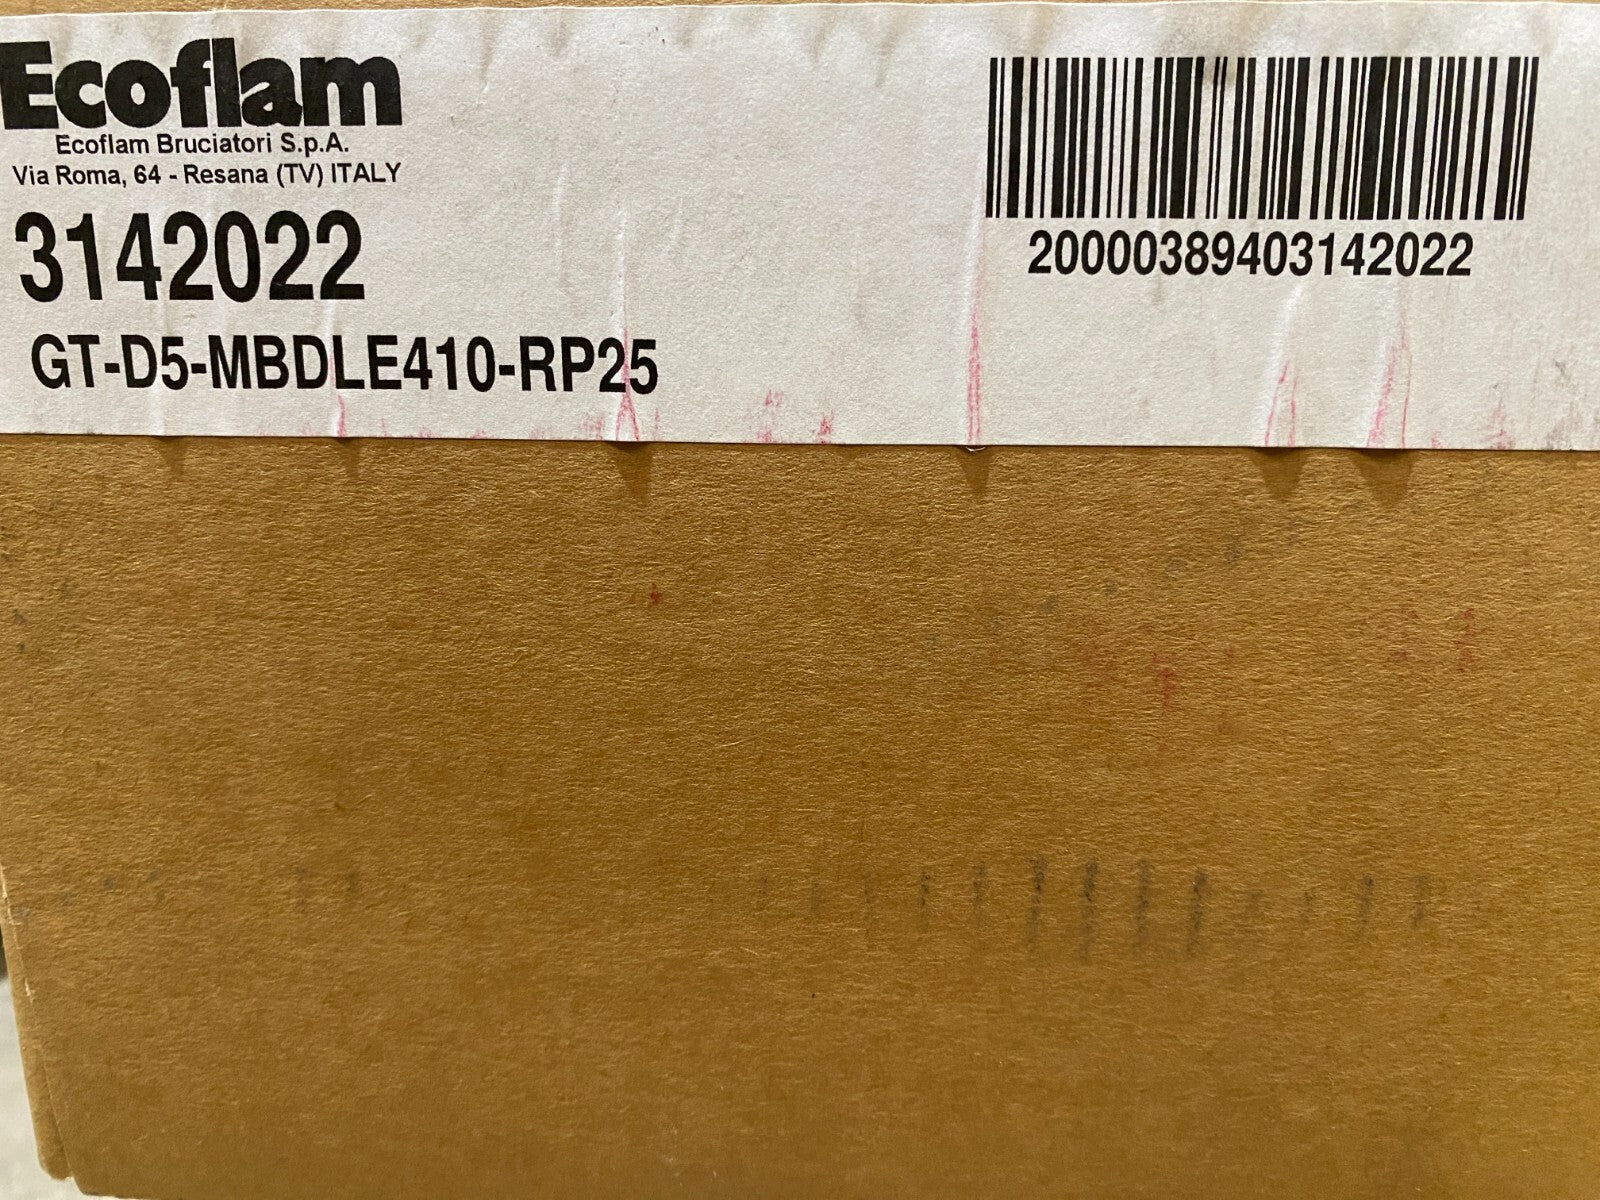 Ecoflam
Ecoflam Bruciatori S.p.A.
Via Roma, 64 - Resana (TV) ITALY
3142022
GT-D5-MBDLE410-RP25
20000389403142022